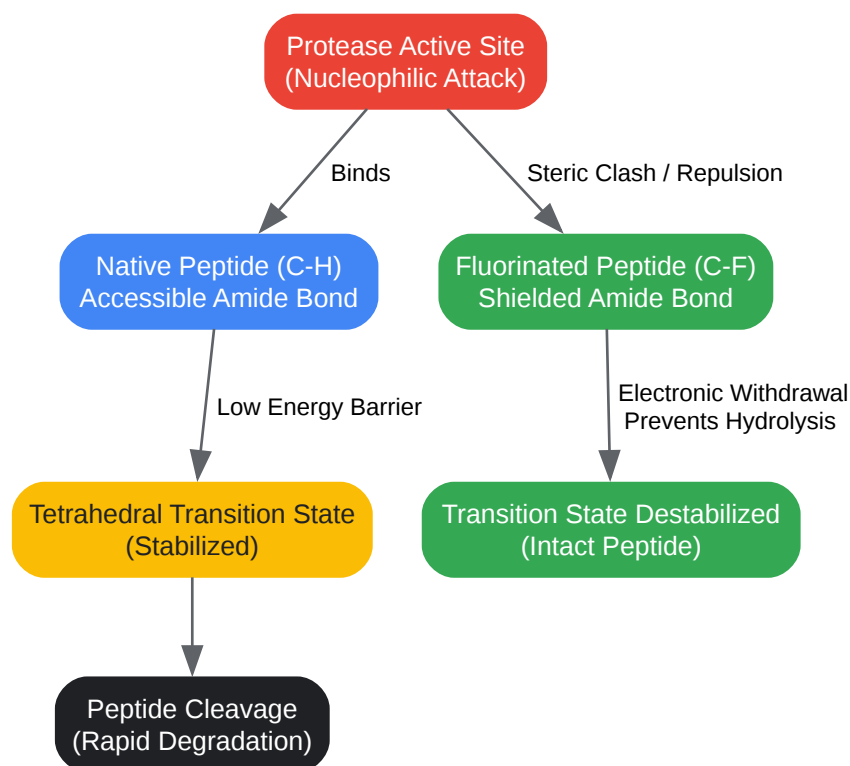 Protease Active Site
(Nucleophilic Attack)
Binds
Steric Clash / Repulsion
Native Peptide (C-H)
Accessible Amide Bond
Fluorinated Peptide (C-F)
Shielded Amide Bond
Low Energy Barrier
Electronic Withdrawal
Prevents Hydrolysis
Tetrahedral Transition State
(Stabilized)
Transition State Destabilized
(Intact Peptide)
Peptide Cleavage
(Rapid Degradation)